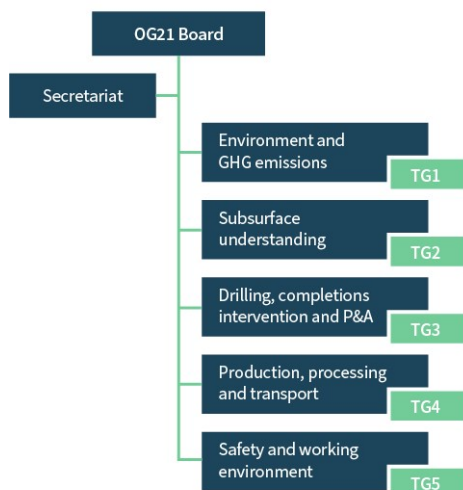 OG21 Board
Secretariat
Environment and
GHG emissions
TG1
Subsurface
understanding
TG2
Drilling, completions
intervention and P&A
TG3
Production, processing
and transport
TG4
Safety and working
environment
TG5